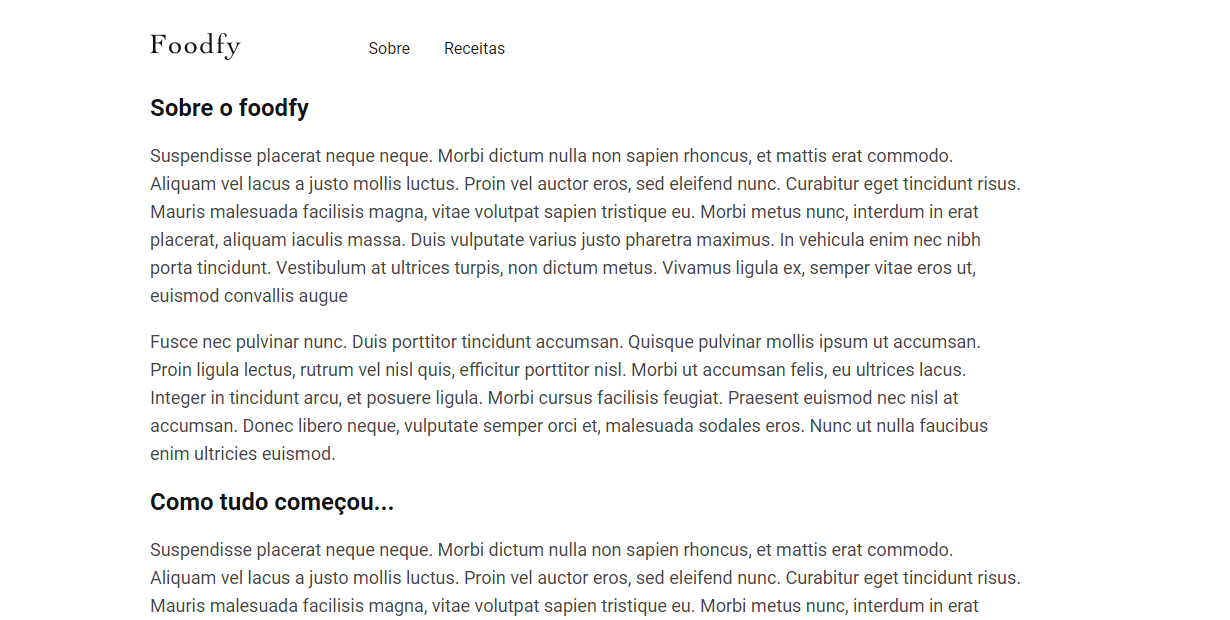 Foodfy
Sobre Receitas
Sobre o foodfy
Suspendisse placerat neque neque. Morbi dictum nulla non sapien rhoncus, et mattis erat commodo.
Aliquam vel lacus a justo mollis luctus. Proin vel auctor eros, sed eleifend nunc. Curabitur eget tincidunt risus.
Mauris malesuada facilisis magna, vitae volutpat sapien tristique eu. Morbi metus nunc, interdum in erat
placerat, aliquam iaculis massa. Duis vulputate varius justo pharetra maximus. In vehicula enim nec nibh
porta tincidunt. Vestibulum at ultrices turpis, non dictum metus. Vivamus ligula ex, semper vitae eros ut,
euismod convallis augue
Fusce nec pulvinar nunc. Duis porttitor tincidunt accumsan. Quisque pulvinar mollis ipsum ut accumsan.
Proin ligula lectus, rutrum vel nisl quis, efficitur porttitor nisl. Morbi ut accumsan felis, eu ultrices lacus.
Integer in tincidunt arcu, et posuere ligula. Morbi cursus facilisis feugiat. Praesent euismod nec nisl at
accumsan. Donec libero neque, vulputate semper orci et, malesuada sodales eros. Nunc ut nulla faucibus
enim ultricies euismod.
Como tudo começou...
Suspendisse placerat neque neque. Morbi dictum nulla non sapien rhoncus, et mattis erat commodo.
Aliquam vel lacus a justo mollis luctus. Proin vel auctor eros, sed eleifend nunc. Curabitur eget tincidunt risus.
Mauris malesuada facilisis magna, vitae volutpat sapien tristique eu. Morbi metus nunc, interdum in erat